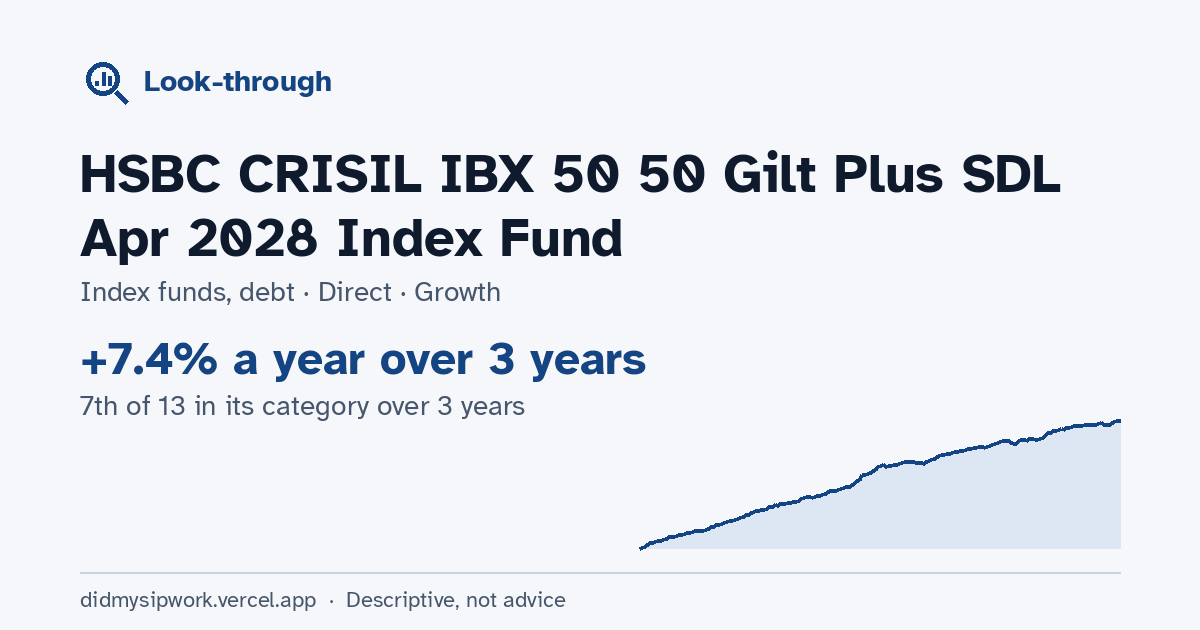 Look-through
HSBC CRISIL IBX 50 50 Gilt Plus SDL
Apr 2028 Index Fund
Index funds, debt · Direct · Growth
+7.4% a year over 3 years
7th of 13 in its category over 3 years
didmysipwork.vercel.app · Descriptive, not advice